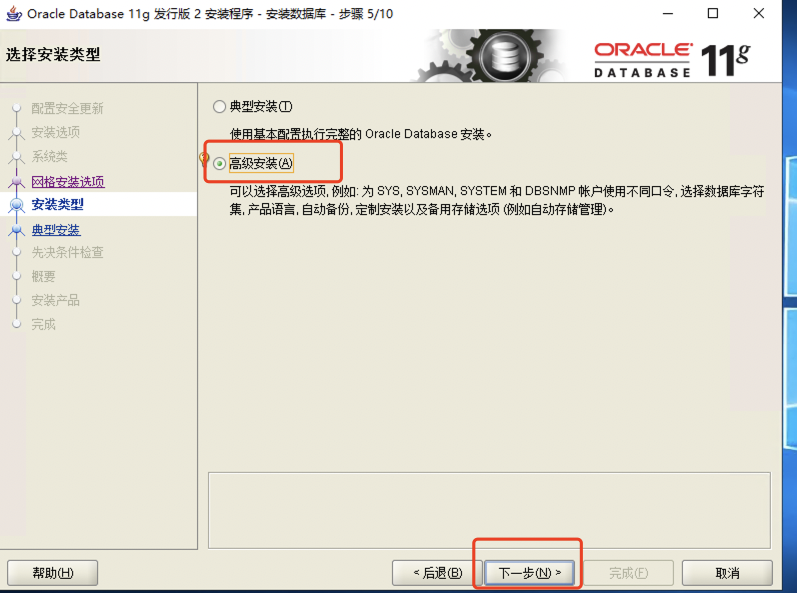 Oracle Database 11g 发行版 2 安装程序 - 安装数据库 - 步骤 5/10
选择安装类型
ORACLE
DATABASE
11g
配置安全更新
安装选项
系统类
网格安装选项
安装类型
典型安装
先决条件检查
概要
安装产品
完成
典型安装(T)
使用基本配置执行完整的 Oracle Database 安装。
高级安装(A)
可以选择高级选项, 例如: 为 SYS, SYSMAN, SYSTEM 和 DBSNMP 帐户使用不同口令, 选择数据库字符
集, 产品语言, 自动备份, 定制安装以及备用存储选项 (例如自动存储管理)。
帮助(H)
< 后退(B)
下一步(N) >
完成(F)
取消